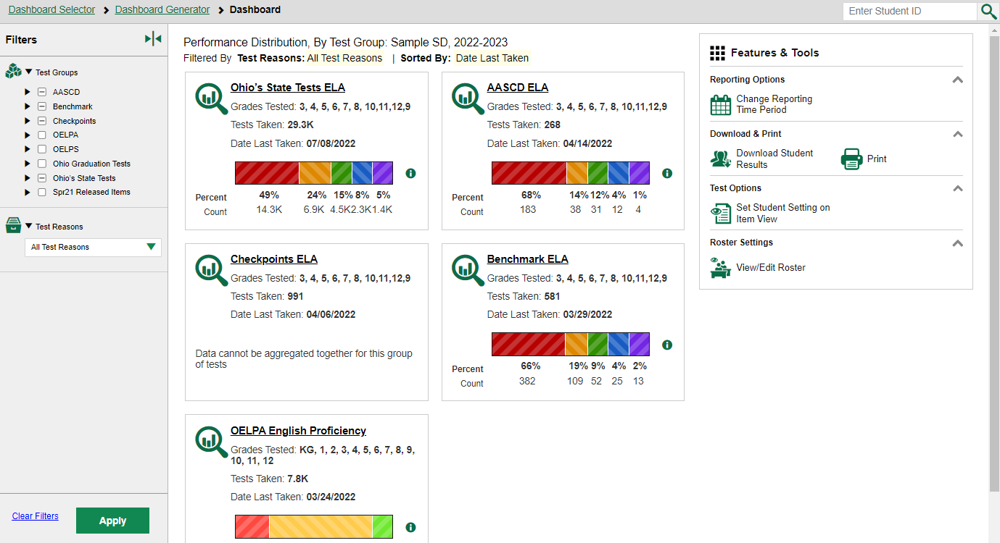 Dashboard Selector > Dashboard Generator > Dashboard
Enter Student ID
Filters
Test Groups
AASCD
Benchmark
Checkpoints
OELPA
OELPS
Ohio Graduation Tests
Ohio's State Tests
Spr21 Released Items
Test Reasons
All Test Reasons
Clear Filters
Apply
Performance Distribution, By Test Group: Sample SD, 2022-2023
Filtered By Test Reasons: All Test Reasons | Sorted By: Date Last Taken
Ohio's State Tests ELA
Grades Tested: 3, 4, 5, 6, 7, 8, 10,11,12,9
Tests Taken: 29.3K
Date Last Taken: 07/08/2022
Percent 49% 24% 15% 8% 5%
Count 14.3K 6.9K 4.5K 2.3K 1.4K
AASCD ELA
Grades Tested: 3, 4, 5, 6, 7, 8, 10,11,12,9
Tests Taken: 268
Date Last Taken: 04/14/2022
Percent 68% 14% 12% 4% 1%
Count 183 38 31 12 4
Checkpoints ELA
Grades Tested: 3, 4, 5, 6, 7, 8, 10,11,12,9
Tests Taken: 991
Date Last Taken: 04/06/2022
Data cannot be aggregated together for this group
of tests
Benchmark ELA
Grades Tested: 3, 4, 5, 6, 7, 8, 10,11,12,9
Tests Taken: 581
Date Last Taken: 03/29/2022
Percent 66% 19% 9% 4% 2%
Count 382 109 52 25 13
OELPA English Proficiency
Grades Tested: KG, 1, 2, 3, 4, 5, 6, 7, 8, 9,
10, 11, 12
Tests Taken: 7.8K
Date Last Taken: 03/24/2022
Features & Tools
Reporting Options
Change Reporting
Time Period
Download & Print
Download Student
Results
Print
Test Options
Set Student Setting on
Item View
Roster Settings
View/Edit Roster